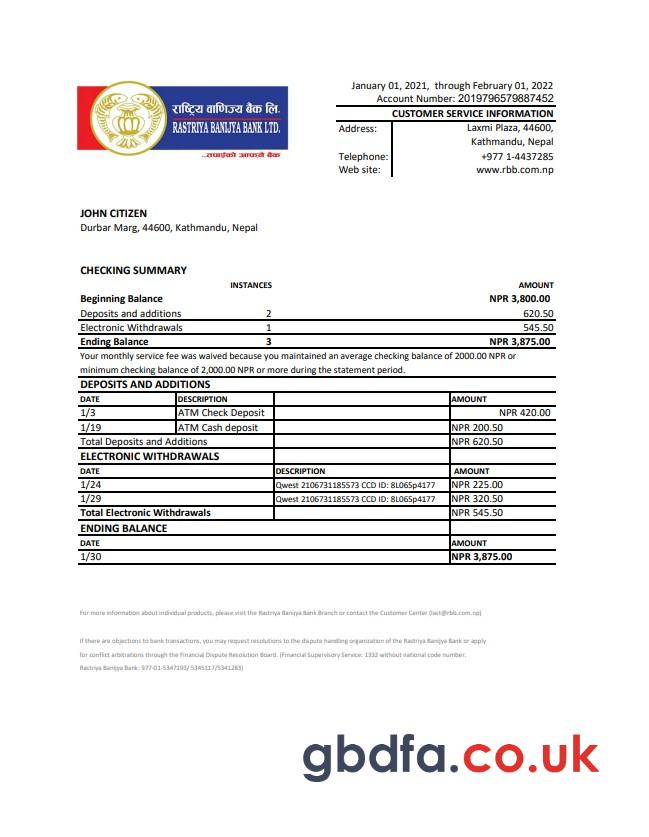 राष्ट्रिय वाणिज्य बैंक लि.
RASTRIYA BANIJYA BANK LTD.
...तपाईको आफ्नै बैंक
January 01, 2021, through February 01, 2022
Account Number: 2019796579887452
CUSTOMER SERVICE INFORMATION
Address: Laxmi Plaza, 44600,
Kathmandu, Nepal
Telephone: +977 1-4437285
Web site: www.rbb.com.np
JOHN CITIZEN
Durbar Marg, 44600, Kathmandu, Nepal
CHECKING SUMMARY
INSTANCES AMOUNT
Beginning Balance NPR 3,800.00
Deposits and additions 2 620.50
Electronic Withdrawals 1 545.50
Ending Balance 3 NPR 3,875.00
Your monthly service fee was waived because you maintained an average checking balance of 2000.00 NPR or
minimum checking balance of 2,000.00 NPR or more during the statement period.
DEPOSITS AND ADDITIONS
DATE DESCRIPTION AMOUNT
1/3 ATM Check Deposit NPR 420.00
1/19 ATM Cash deposit NPR 200.50
Total Deposits and Additions NPR 620.50
ELECTRONIC WITHDRAWALS
DATE DESCRIPTION AMOUNT
1/24 Qwest 2106731185573 CCD ID: 8L065p4177 NPR 225.00
1/29 Qwest 2106731185573 CCD ID: 8L065p4177 NPR 320.50
Total Electronic Withdrawals NPR 545.50
ENDING BALANCE
DATE AMOUNT
1/30 NPR 3,875.00
For more information about individual products, please visit the Rastriya Banijya Bank Branch or contact the Customer Center (last@rbb.com.np)
If there are objections to bank transactions, you may request resolutions to the dispute handling organization of the Rastriya Banijya Bank or apply
for conflict arbitrations through the Financial Dispute Resolution Board. (Financial Supervisory Service: 1332 without national code number.
Rastriya Banijya Bank: 977-01-5347193/ 5345117/5341283)
gbdfa.co.uk